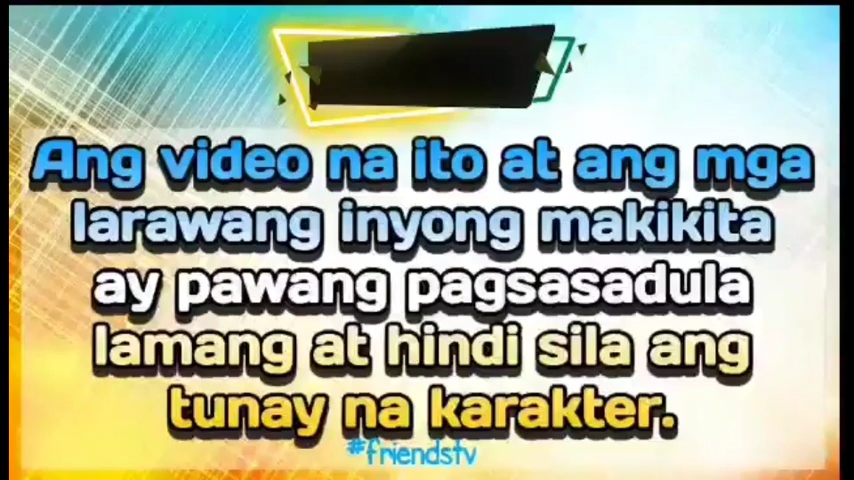 Ang video na ito at ang mga
larawang inyong makikita
ay pawang pagsasadula
lamang at hindi sila ang
tunay na karakter.
#friendstv